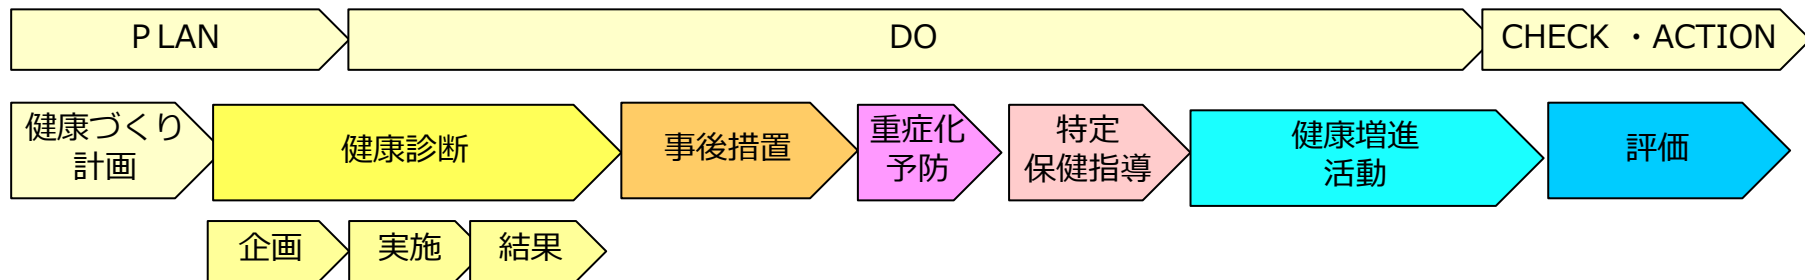 PLAN
DO
CHECK ・ACTION
健康づくり
計画
健康診断
事後措置
重症化
予防
特定
保健指導
健康増進
活動
評価
企画
実施
結果